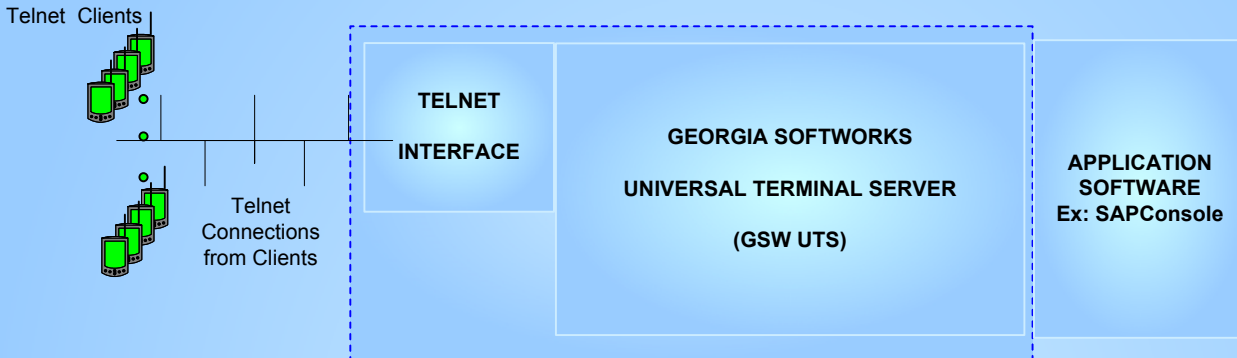 Telnet Clients
TELNET
INTERFACE
Telnet
Connections
from Clients
GEORGIA SOFTWORKS
UNIVERSAL TERMINAL SERVER
(GSW UTS)
APPLICATION
SOFTWARE
Ex: SAPConsole